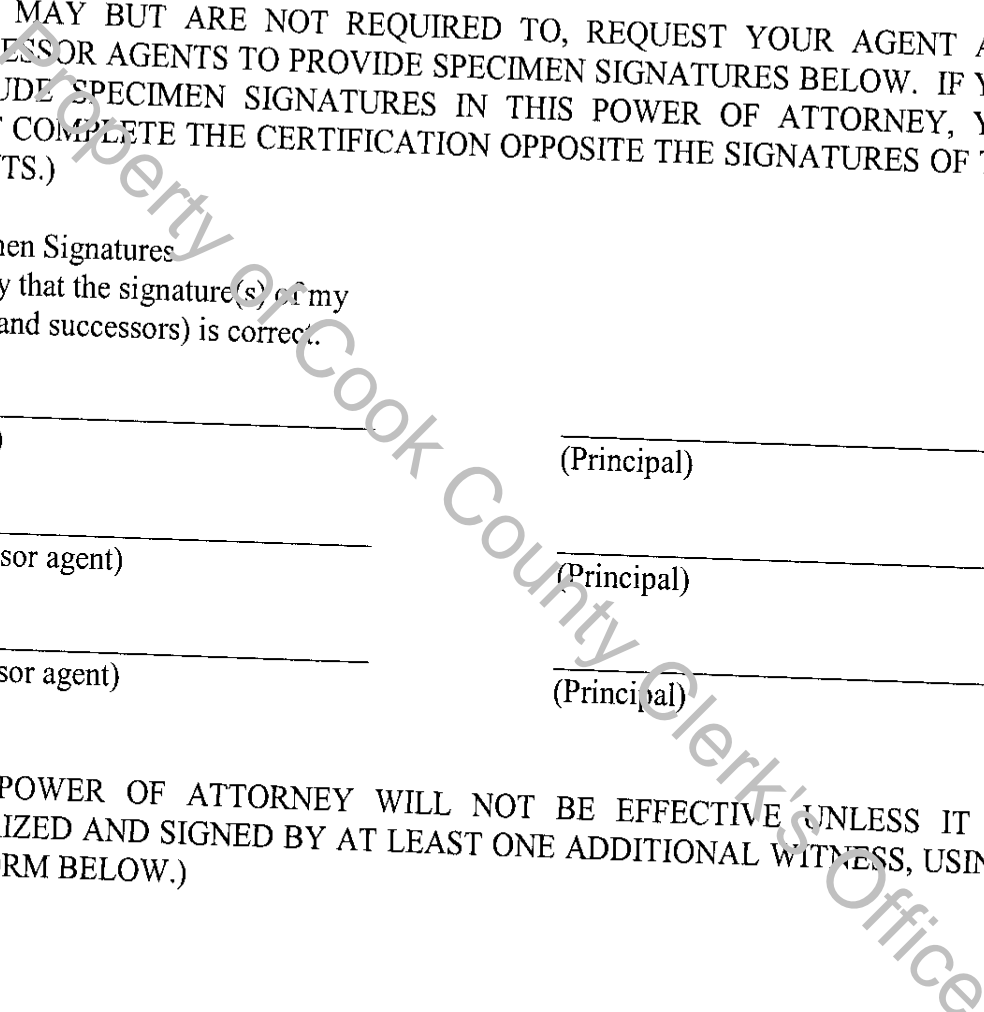 MAY BUT ARE NOT REQUIRED TO, REQUEST YOUR AGENT A
ESSOR AGENTS TO PROVIDE SPECIMEN SIGNATURES BELOW. IF Y
UDE SPECIMEN SIGNATURES IN THIS POWER OF ATTORNEY, Y
T COMPLETE THE CERTIFICATION OPPOSITE THE SIGNATURES OF T
TS.)
men Signatures
y that the signature(s) of my
and successors) is correct.
)
(Principal)
sor agent)
(Principal)
sor agent)
(Principal)
POWER OF ATTORNEY WILL NOT BE EFFECTIVE UNLESS IT
IZED AND SIGNED BY AT LEAST ONE ADDITIONAL WITNESS, USIN
RM BELOW.)
Property of Cook County Clerk's Office